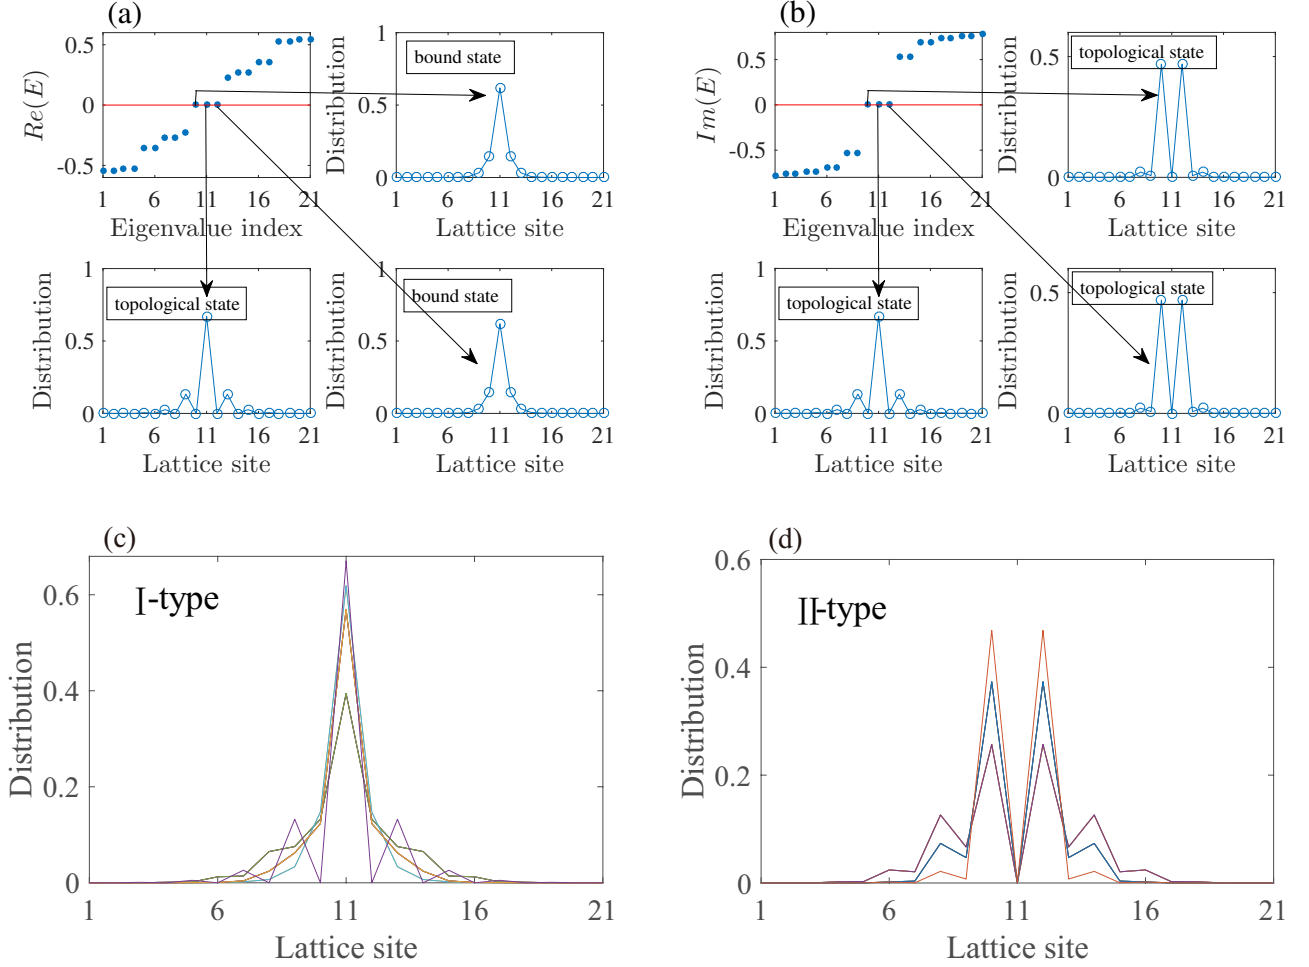 (a)
Re(E)
0.5
0
-0.5
1 6 11 16 21
Eigenvalue index
Distribution
1
0.5
0
bound state
1 6 11 16 21
Lattice site
Distribution
1
0.5
0
topological state
1 6 11 16 21
Lattice site
Distribution
1
0.5
0
bound state
1 6 11 16 21
Lattice site
(b)
Im(E)
0.5
0
-0.5
1 6 11 16 21
Eigenvalue index
Distribution
0.5
0
topological state
1 6 11 16 21
Lattice site
Distribution
1
0.5
0
topological state
1 6 11 16 21
Lattice site
Distribution
0.5
0
topological state
1 6 11 16 21
Lattice site
(c)
I-type
Distribution
0.6
0.4
0.2
0
1 6 11 16 21
Lattice site
(d)
II-type
Distribution
0.6
0.4
0.2
0
1 6 11 16 21
Lattice site